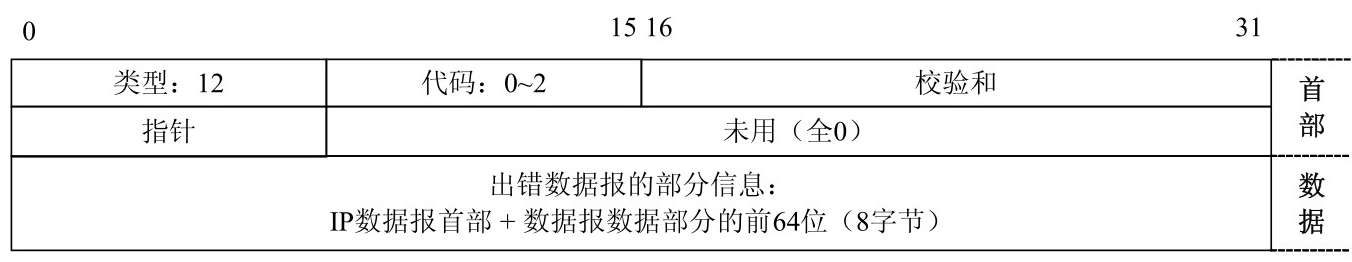 0 15 16 31
类型：12 代码：0~2 校验和 首部
指针 未用（全0）
出错数据报的部分信息： 数据
IP数据报首部 + 数据报数据部分的前64位（8字节）